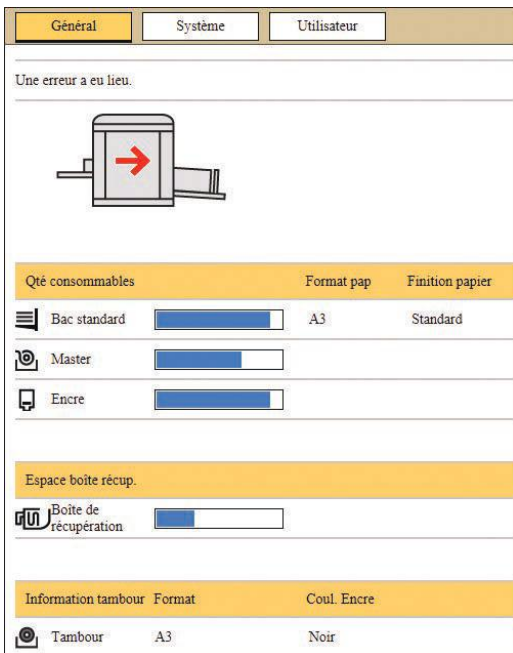 Général Système Utilisateur
Une erreur a eu lieu.
Qté consommables Format pap Finition papier
Bac standard A3 Standard
Master
Encre
Espace boîte récup.
Boîte de
récupération
Information tambour Format Coul. Encre
Tambour A3 Noir